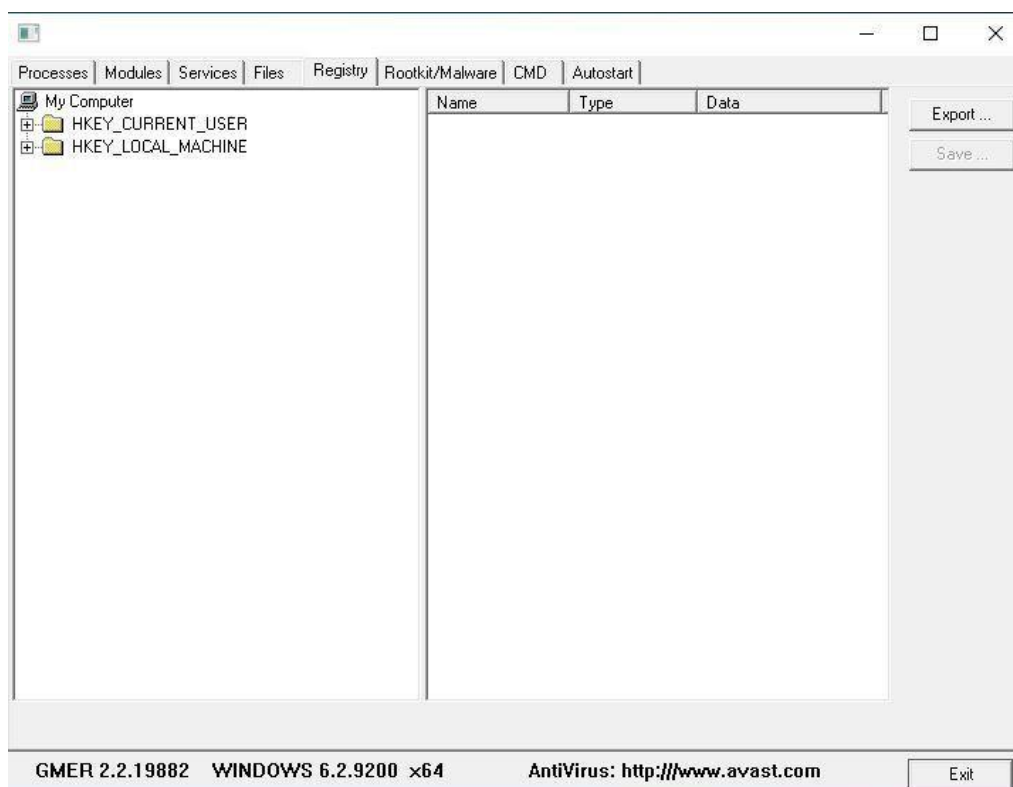 Processes Modules Services Files Registry Rootkit/Malware CMD Autostart
My Computer
HKEY_CURRENT_USER
HKEY_LOCAL_MACHINE
Name Type Data
Export ...
Save ...
GMER 2.2.19882 WINDOWS 6.2.9200 x64 AntiVirus: http:///www.avast.com
Exit